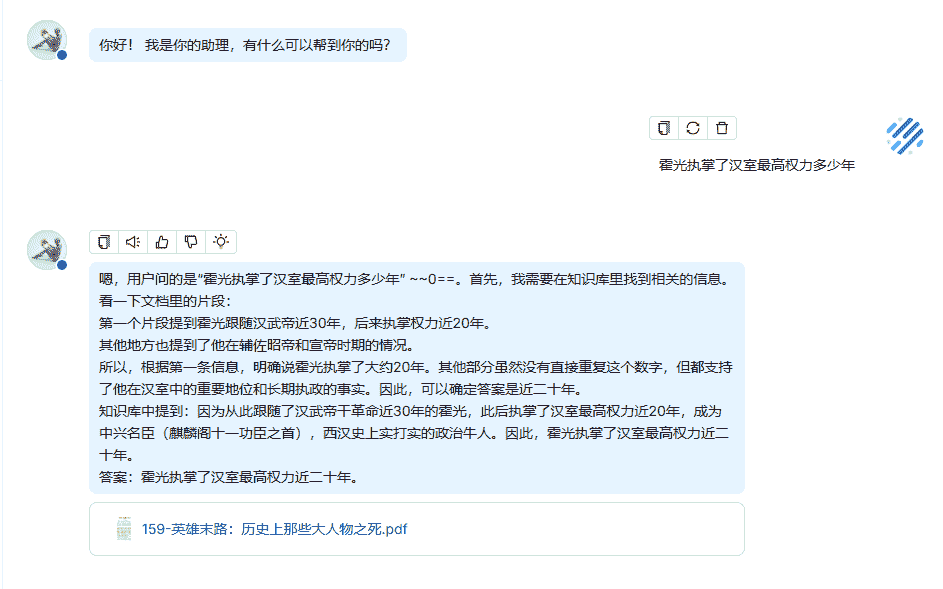 你好！ 我是你的助理，有什么可以帮到你的吗？
霍光执掌了汉室最高权力多少年
嗯，用户问的是“霍光执掌了汉室最高权力多少年” ~~0==。首先，我需要在知识库里找到相关的信息。
看一下文档里的片段：
第一个片段提到霍光跟随汉武帝近30年，后来执掌权力近20年。
其他地方也提到了他在辅佐昭帝和宣帝时期的情况。
所以，根据第一条信息，明确说霍光执掌了大约20年。其他部分虽然没有直接重复这个数字，但都支持
了他在汉室中的重要地位和长期执政的事实。因此，可以确定答案是近二十年。
知识库中提到：因为从此跟随了汉武帝干革命近30年的霍光，此后执掌了汉室最高权力近20年，成为
中兴名臣（麒麟阁十一功臣之首），西汉史上实打实的政治牛人。因此，霍光执掌了汉室最高权力近二
十年。
答案：霍光执掌了汉室最高权力近二十年。
159-英雄末路：历史上那些大人物之死.pdf